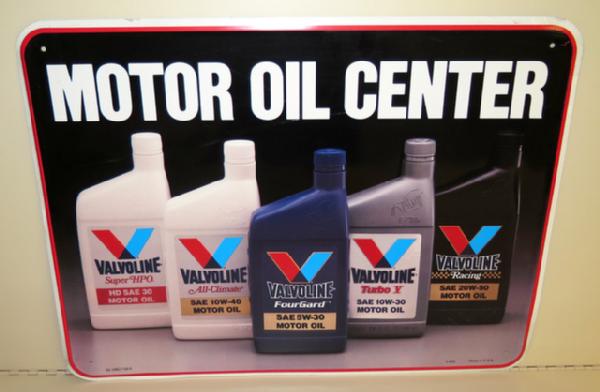 MOTOR OIL CENTER
VALVOLINE
Super HPO
HD SAE 30
MOTOR OIL
VALVOLINE
All-Climate
SAE 10W-40
MOTOR OIL
VALVOLINE
FourGard
SAE 5W-30
MOTOR OIL
VALVOLINE
Turbo V
SAE 10W-30
MOTOR OIL
VALVOLINE
Racing
SAE 20W-50
MOTOR OIL